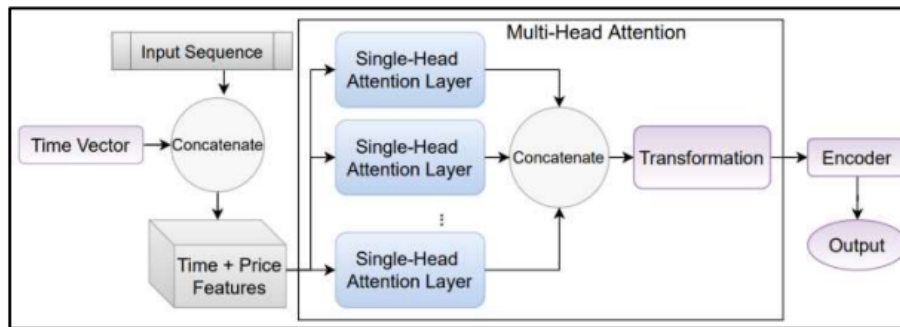 Multi-Head Attention
Input Sequence
Time Vector
Concatenate
Time + Price
Features
Single-Head
Attention Layer
Single-Head
Attention Layer
...
Single-Head
Attention Layer
Concatenate
Transformation
Encoder
Output